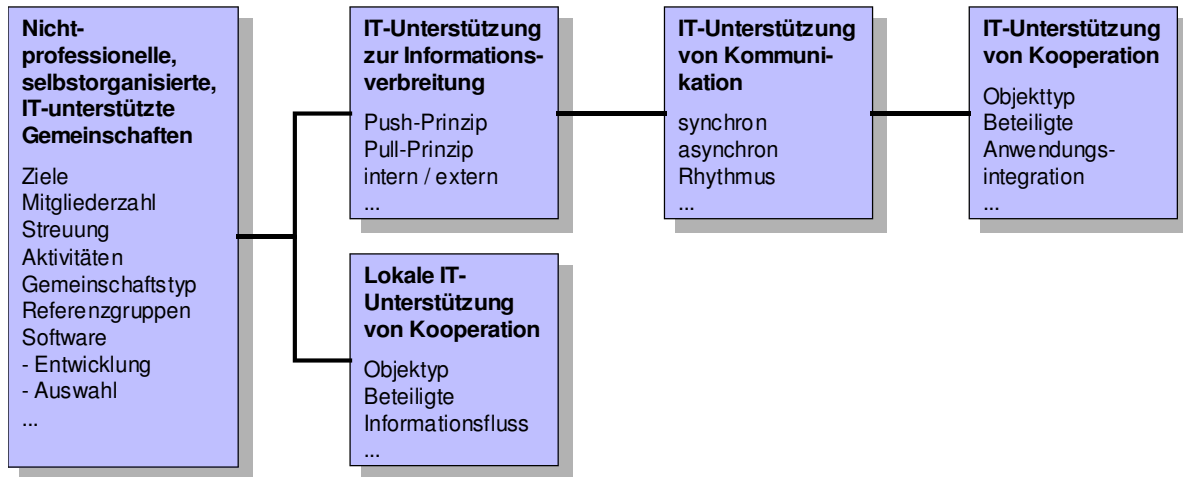 Nicht-
professionelle,
selbstorganisierte,
IT-unterstützte
Gemeinschaften
Ziele
Mitgliederzahl
Streuung
Aktivitäten
Gemeinschaftstyp
Referenzgruppen
Software
- Entwicklung
- Auswahl
...
IT-Unterstützung
zur Informations-
verbreitung
Push-Prinzip
Pull-Prinzip
intern / extern
...
IT-Unterstützung
von Kommuni-
kation
synchron
asynchron
Rhythmus
...
IT-Unterstützung
von Kooperation
Objekttyp
Beteiligte
Anwendungs-
integration
...
Lokale IT-
Unterstützung
von Kooperation
Objektyp
Beteiligte
Informationsfluss
...